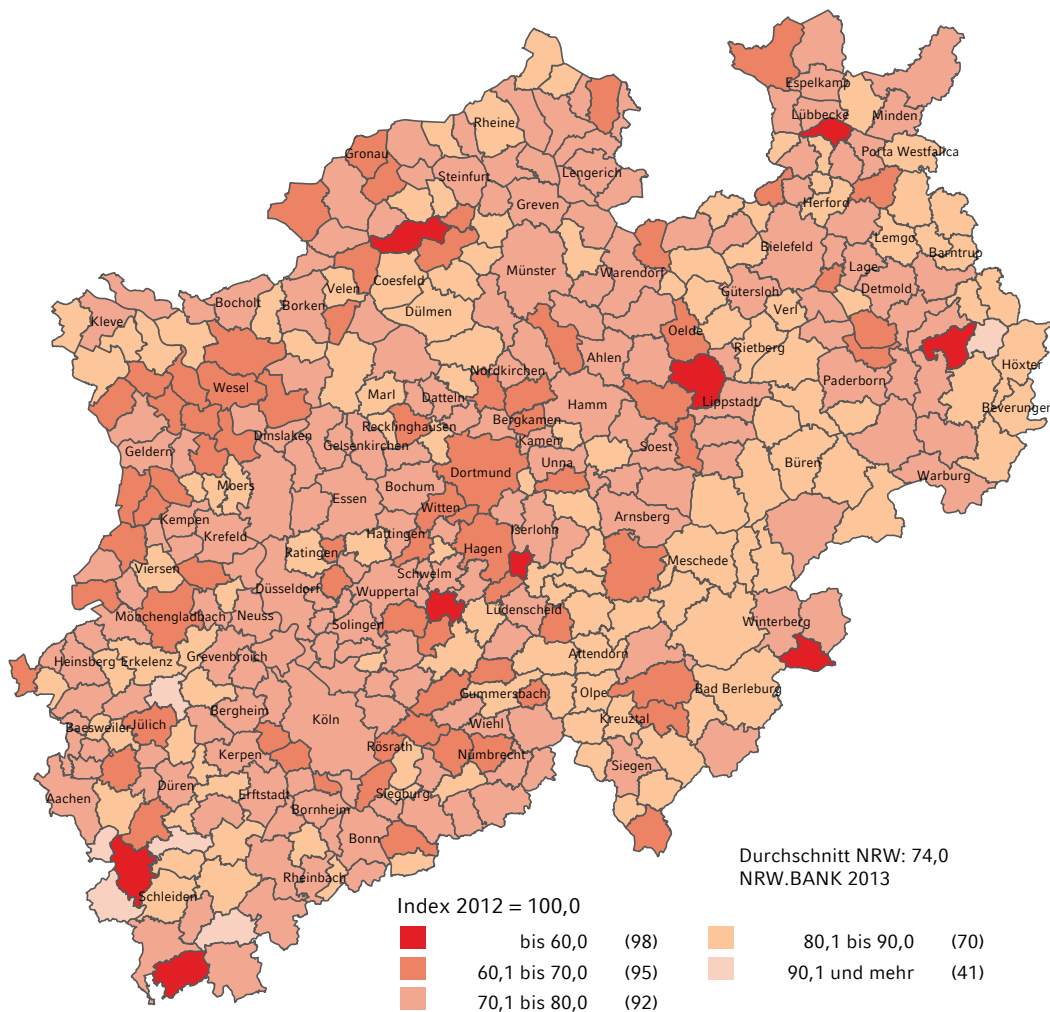 Espelkamp
Lübbecke
Minden
Rheine
Gronau
Porta Westfalica
Steinfurt
Lengerich
Greven
Herford
Lemgo
Bielefeld
Barntrup
Münster
Warendorf
Lage
Coesfeld
Velen
Detmold
Gütersloh
Bocholt
Borken
Verl
Dülmen
Kleve
Oelde
Rietberg
Ahlen
Höxter
Nordkirchen
Paderborn
Wesel
Marl
Datteln
Hamm
Lippstadt
Beverungen
Bergkamen
Recklinghausen
Dinslaken
Kamen
Gelsenkirchen
Soest
Geldern
Unna
Büren
Dortmund
Warburg
Moers
Bochum
Essen
Witten
Arnsberg
Kempen
Iserlohn
Krefeld
Hattingen
Hagen
Ratingen
Meschede
Viersen
Schwelm
Düsseldorf
Wuppertal
Lüdenscheid
Mönchengladbach
Neuss
Solingen
Winterberg
Attendorn
Heinsberg
Erkelenz
Grevenbroich
Bad Berleburg
Gummersbach
Olpe
Bergheim
Köln
Kreuztal
Wiehl
Baesweiler
Jülich
Rösrath
Kerpen
Nümbrecht
Siegen
Düren
Erftstadt
Siegburg
Aachen
Bornheim
Bonn
Rheinbach
Schleiden
Durchschnitt NRW: 74,0
NRW.BANK 2013
Index 2012 = 100,0
bis 60,0 (98)
60,1 bis 70,0 (95)
70,1 bis 80,0 (92)
80,1 bis 90,0 (70)
90,1 und mehr (41)